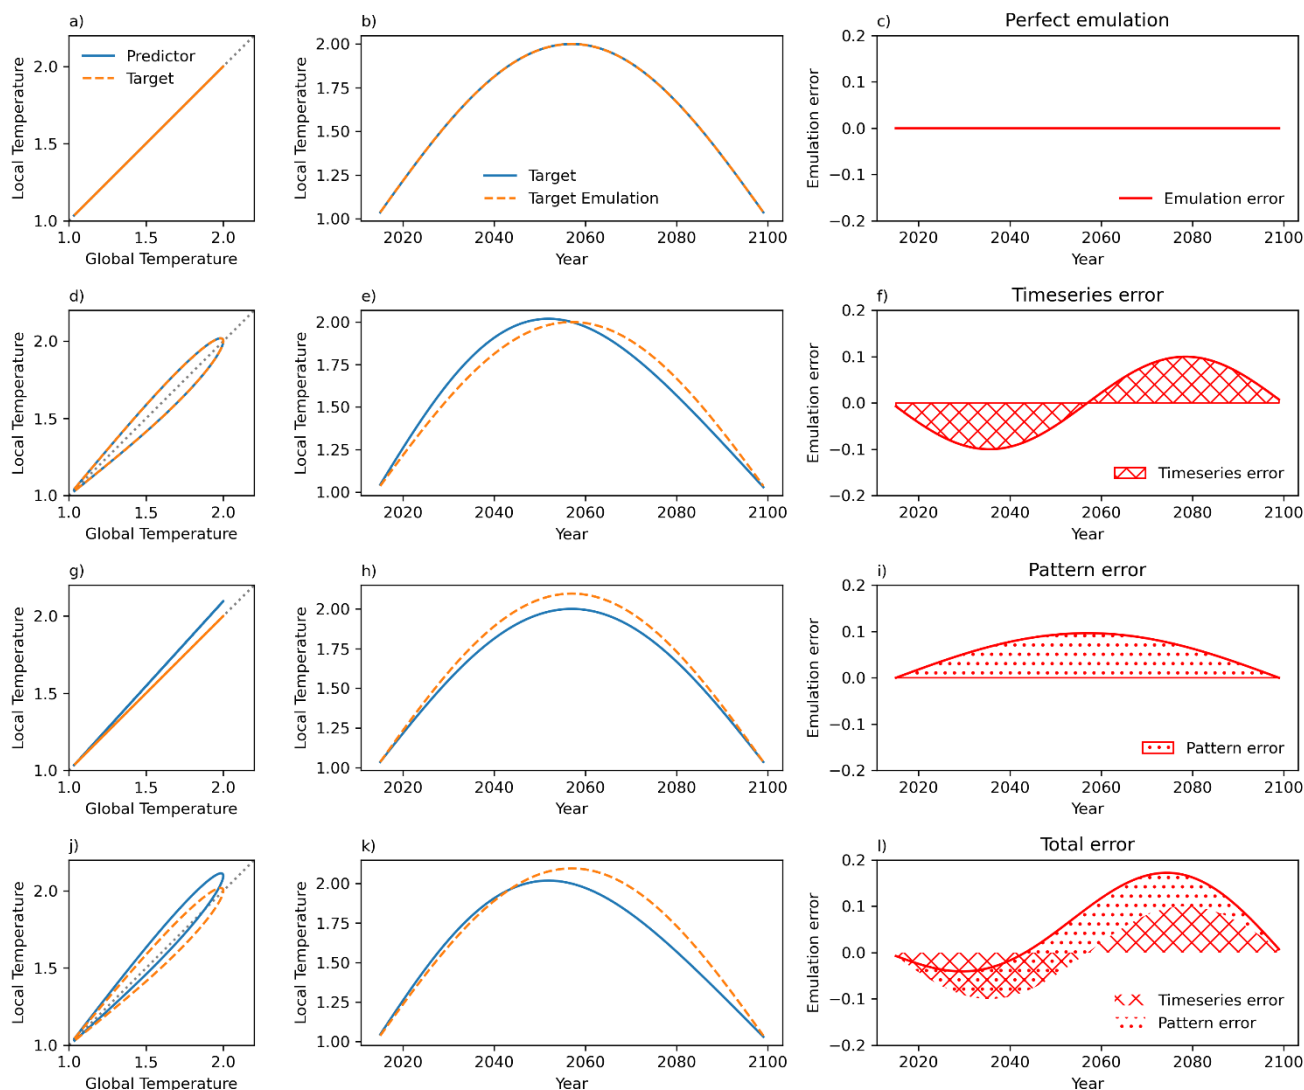 a)
2.0
1.5
1.0
1.0
1.5
2.0
Local Temperature
Global Temperature
Predictor
Target
b)
2.00
1.75
1.50
1.25
1.00
2020
2040
2060
2080
2100
Local Temperature
Year
Target
Target Emulation
c)
Perfect emulation
0.2
0.1
0.0
−0.1
−0.2
2020
2040
2060
2080
2100
Emulation error
Year
Emulation error
d)
2.0
1.5
1.0
1.0
1.5
2.0
Local Temperature
Global Temperature
e)
2.00
1.75
1.50
1.25
1.00
2020
2040
2060
2080
2100
Local Temperature
Year
f)
Timeseries error
0.2
0.1
0.0
−0.1
−0.2
2020
2040
2060
2080
2100
Emulation error
Year
Timeseries error
g)
2.0
1.5
1.0
1.0
1.5
2.0
Local Temperature
Global Temperature
h)
2.00
1.75
1.50
1.25
1.00
2020
2040
2060
2080
2100
Local Temperature
Year
i)
Pattern error
0.2
0.1
0.0
−0.1
−0.2
2020
2040
2060
2080
2100
Emulation error
Year
Pattern error
j)
2.0
1.5
1.0
1.0
1.5
2.0
Local Temperature
Global Temperature
k)
2.00
1.75
1.50
1.25
1.00
2020
2040
2060
2080
2100
Local Temperature
Year
l)
Total error
0.2
0.1
0.0
−0.1
−0.2
2020
2040
2060
2080
2100
Emulation error
Year
Timeseries error
Pattern error